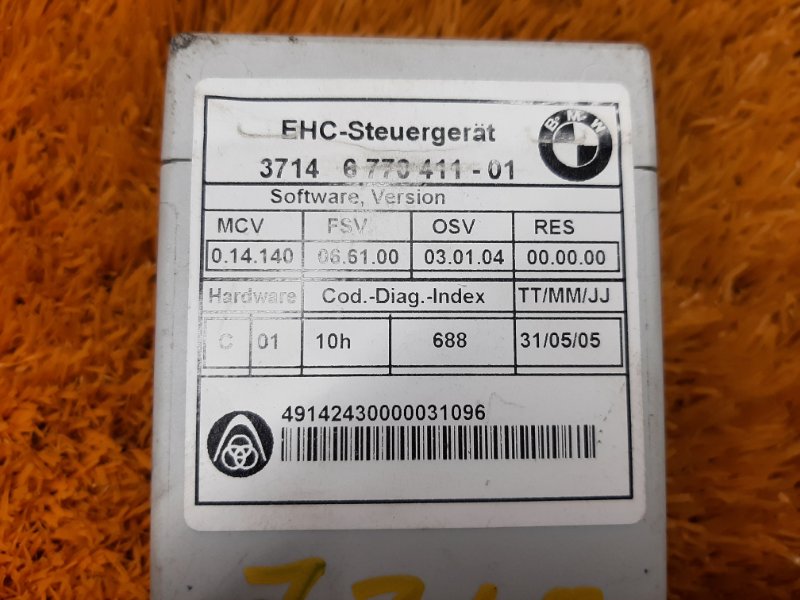 EHC-Steuergerät
BMW
3714 6 770 411 - 01
Software, Version
MCV FSV OSV RES
0.14.140 06.61.00 03.01.04 00.00.00
Hardware Cod.-Diag.-Index TT/MM/JJ
C 01 10h 688 31/05/05
49142430000031096